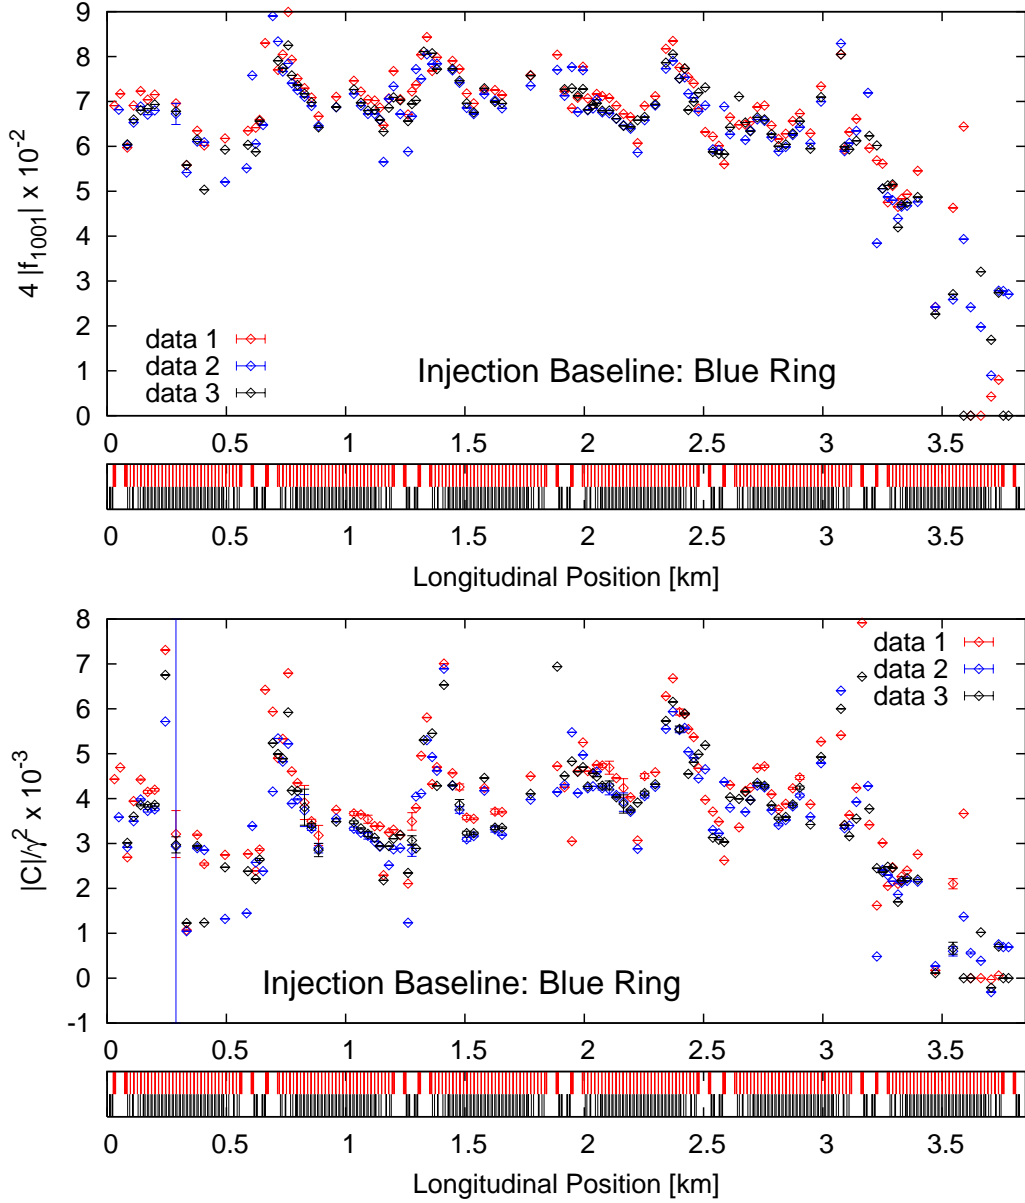 9
8
7
6
5
4
3
2
1
0
4 |f1001| x 10-2
data 1
data 2
data 3
Injection Baseline: Blue Ring
0 0.5 1 1.5 2 2.5 3 3.5
0 0.5 1 1.5 2 2.5 3 3.5
Longitudinal Position [km]
8
7
6
5
4
3
2
1
0
-1
|C|/γ2 x 10-3
data 1
data 2
data 3
Injection Baseline: Blue Ring
0 0.5 1 1.5 2 2.5 3 3.5
0 0.5 1 1.5 2 2.5 3 3.5
Longitudinal Position [km]